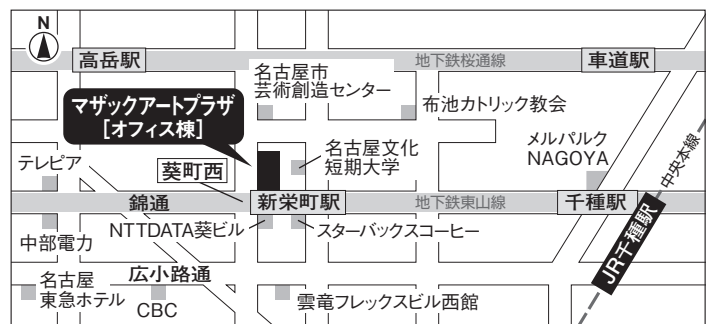 N
高岳駅
地下鉄桜通線
車道駅
名古屋市
芸術創造センター
布池カトリック教会
マザックアートプラザ
[オフィス棟]
名古屋文化
短期大学
メルパルク
NAGOYA
中央本線
テレピア
葵町西
錦通
新栄町駅
地下鉄東山線
千種駅
JR千種駅
中部電力
NTTDATA葵ビル
スターバックスコーヒー
広小路通
名古屋
東急ホテル
CBC
雲竜フレックスビル西館